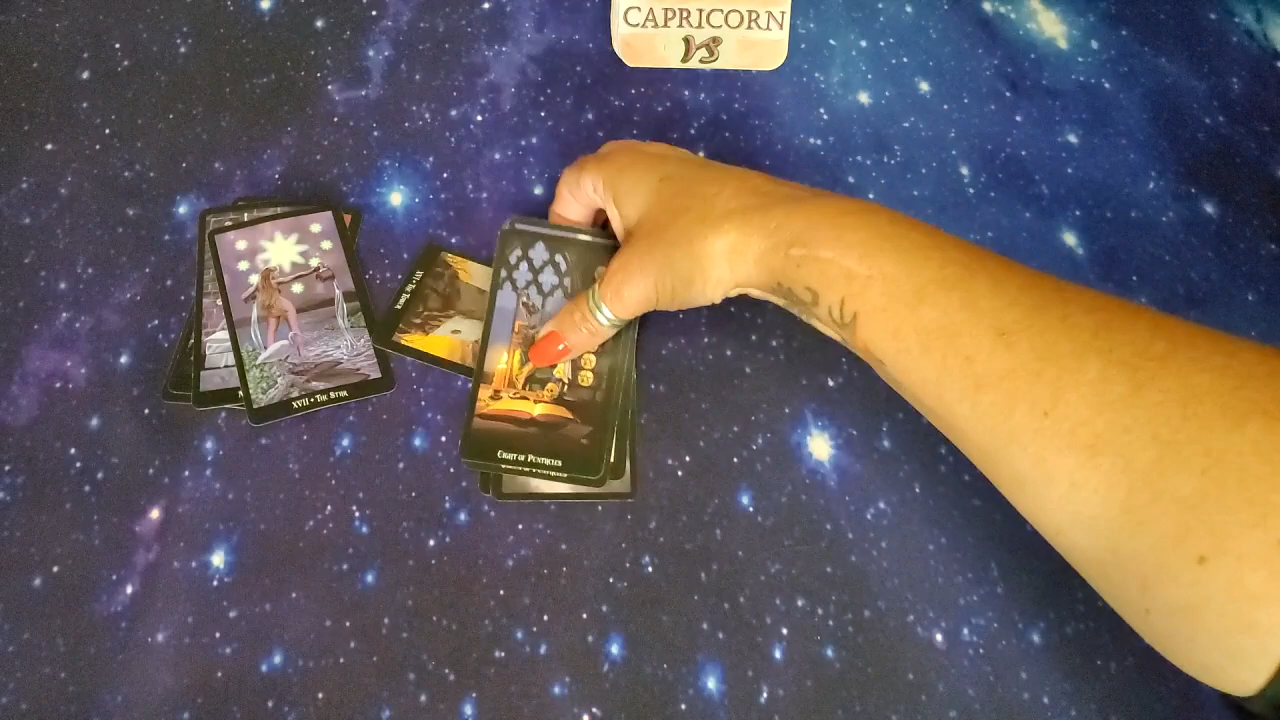 CAPRICORN
XVI • THE TOWER
XVII • THE STAR
EIGHT OF PENTACLES